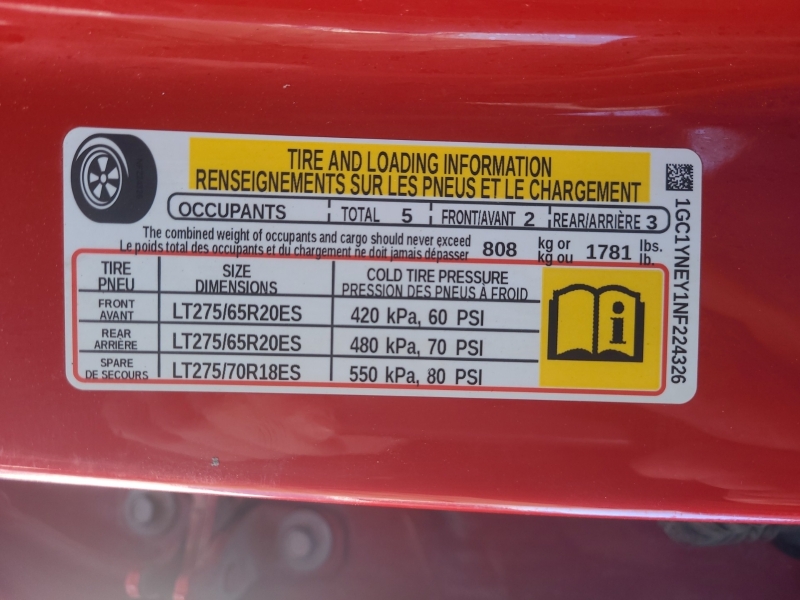 TIRE AND LOADING INFORMATION
RENSEIGNEMENTS SUR LES PNEUS ET LE CHARGEMENT
OCCUPANTS TOTAL 5 FRONT/AVANT 2 REAR/ARRIÈRE 3
The combined weight of occupants and cargo should never exceed
Le poids total des occupants et du chargement ne doit jamais dépasser
808 kg or
kg ou
1781 lbs.
lb.
TIRE
PNEU
SIZE
DIMENSIONS
COLD TIRE PRESSURE
PRESSION DES PNEUS À FROID
FRONT
AVANT
LT275/65R20ES
420 kPa, 60 PSI
REAR
ARRIÈRE
LT275/65R20ES
480 kPa, 70 PSI
SPARE
DE SECOURS
LT275/70R18ES
550 kPa, 80 PSI
i
1GC1YNEY1NF224326